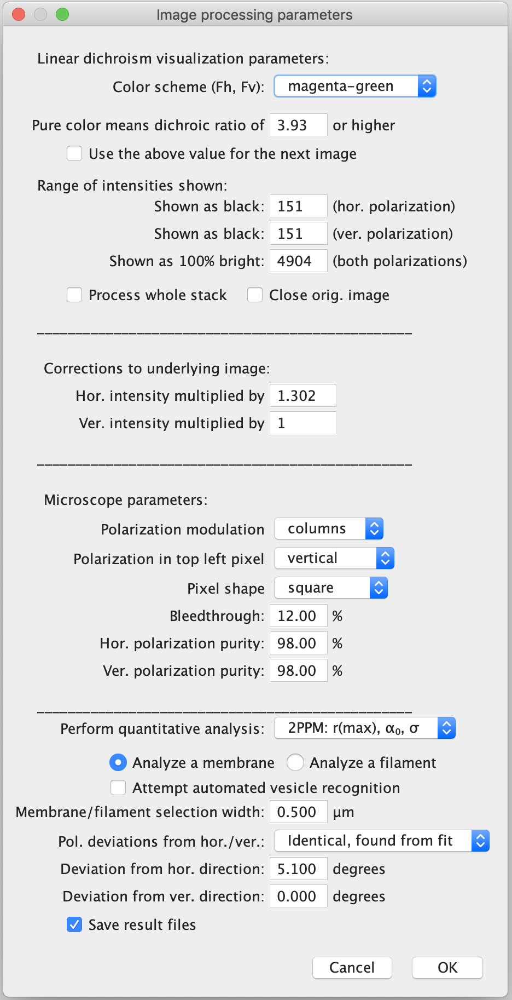 Image processing parameters
Linear dichroism visualization parameters:
Color scheme (Fh, Fv): magenta-green
Pure color means dichroic ratio of 3.93 or higher
Use the above value for the next image
Range of intensities shown:
Shown as black: 151 (hor. polarization)
Shown as black: 151 (ver. polarization)
Shown as 100% bright: 4904 (both polarizations)
Process whole stack Close orig. image
Corrections to underlying image:
Hor. intensity multiplied by 1.302
Ver. intensity multiplied by 1
Microscope parameters:
Polarization modulation columns
Polarization in top left pixel vertical
Pixel shape square
Bleedthrough: 12.00 %
Hor. polarization purity: 98.00 %
Ver. polarization purity: 98.00 %
Perform quantitative analysis: 2PPM: r(max), α₀, σ
Analyze a membrane Analyze a filament
Attempt automated vesicle recognition
Membrane/filament selection width: 0.500 µm
Pol. deviations from hor./ver.: Identical, found from fit
Deviation from hor. direction: 5.100 degrees
Deviation from ver. direction: 0.000 degrees
Save result files
Cancel OK